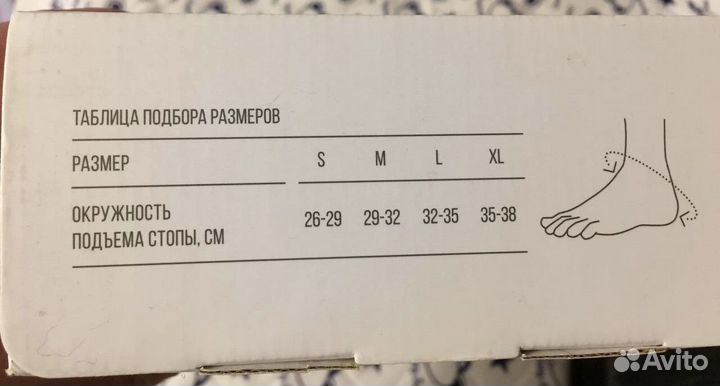 ТАБЛИЦА ПОДБОРА РАЗМЕРОВ
РАЗМЕР S M L XL
ОКРУЖНОСТЬ
ПОДЪЕМА СТОПЫ, СМ 26-29 29-32 32-35 35-38
Avito